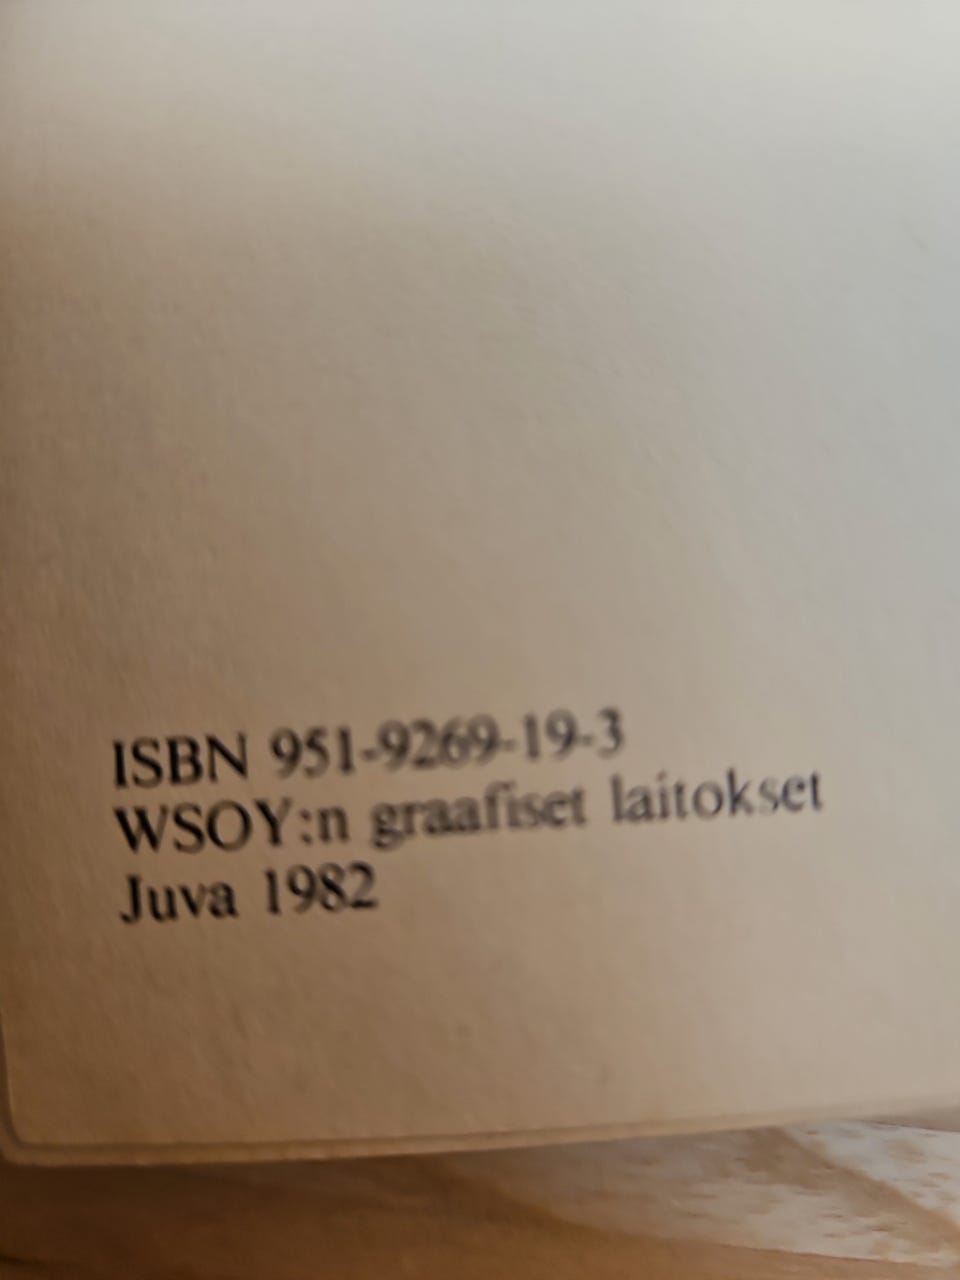 ISBN 951-9269-19-3
WSOY:n graafiset laitokset
Juva 1982